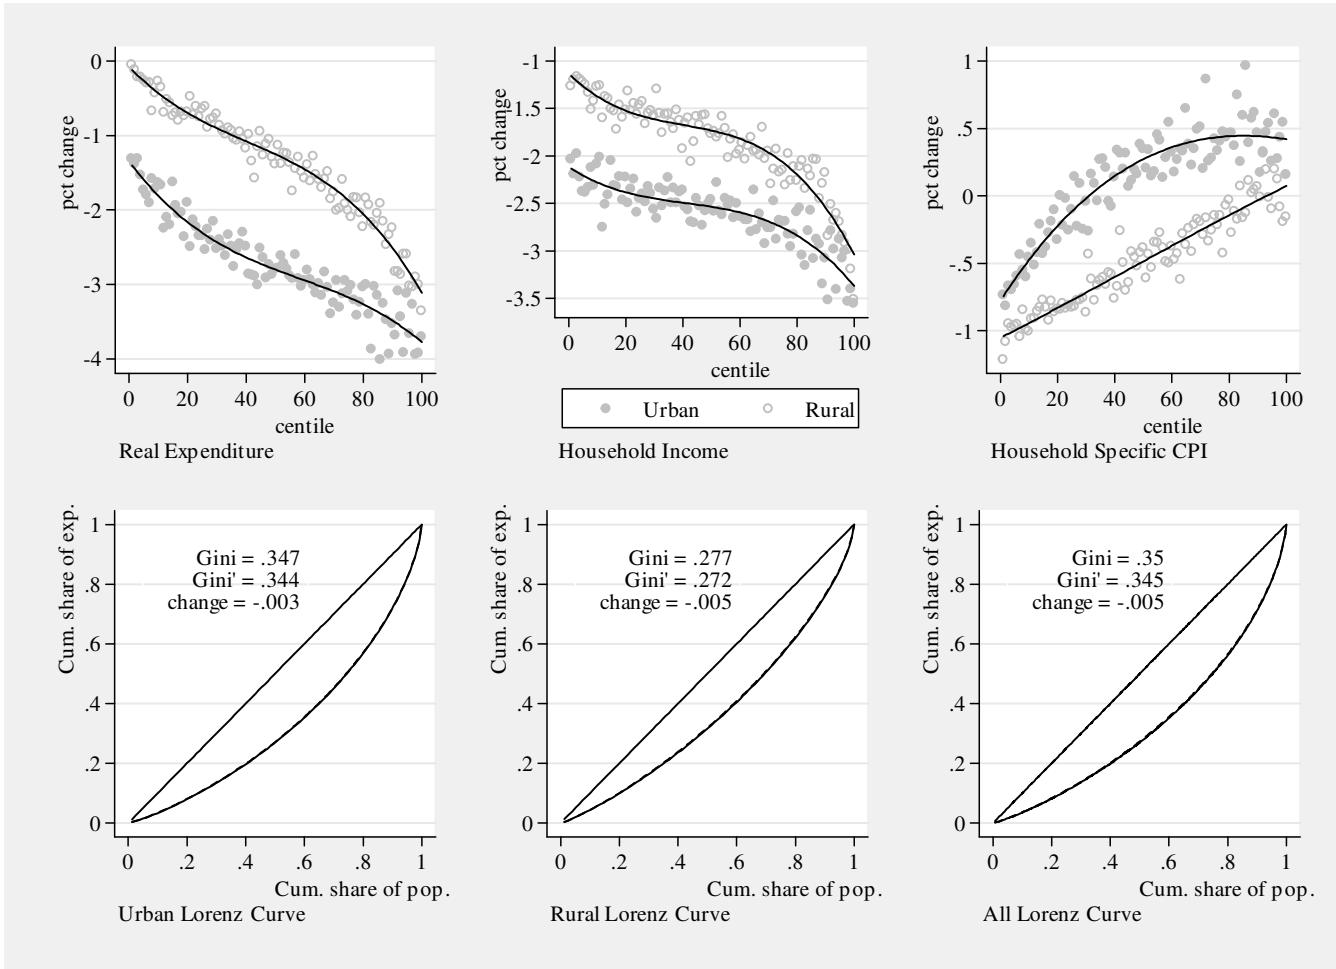 pct change
0
-1
-2
-3
-4
0 20 40 60 80 100
centile
Real Expenditure
pct change
-1
-1.5
-2
-2.5
-3
-3.5
0 20 40 60 80 100
centile
Urban Rural
Household Income
pct change
1
.5
0
-.5
-1
0 20 40 60 80 100
centile
Household Specific CPI
Cum. share of exp.
1
.8
.6
.4
.2
0
Gini = .347
Gini' = .344
change = -.003
0 .2 .4 .6 .8 1
Cum. share of pop.
Urban Lorenz Curve
Cum. share of exp.
1
.8
.6
.4
.2
0
Gini = .277
Gini' = .272
change = -.005
0 .2 .4 .6 .8 1
Cum. share of pop.
Rural Lorenz Curve
Cum. share of exp.
1
.8
.6
.4
.2
0
Gini = .35
Gini' = .345
change = -.005
0 .2 .4 .6 .8 1
Cum. share of pop.
All Lorenz Curve